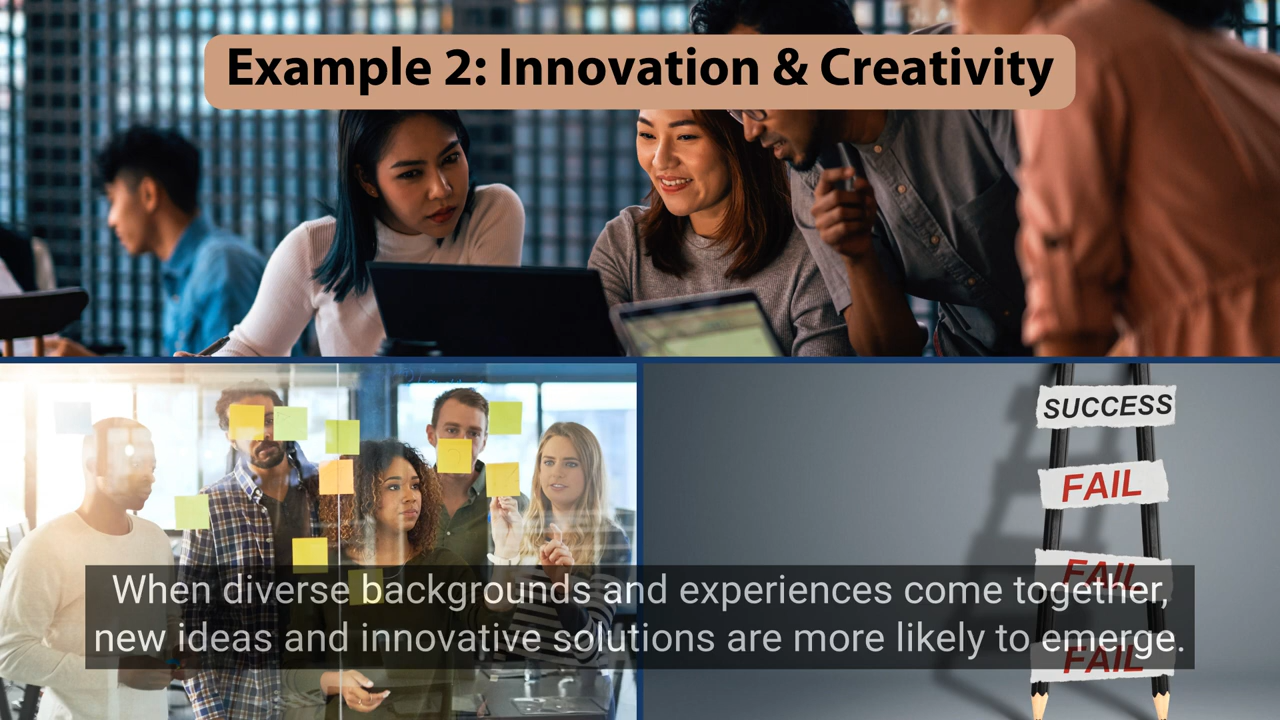 Example 2: Innovation & Creativity
SUCCESS
FAIL
FAIL
FAIL
When diverse backgrounds and experiences come together,
new ideas and innovative solutions are more likely to emerge.